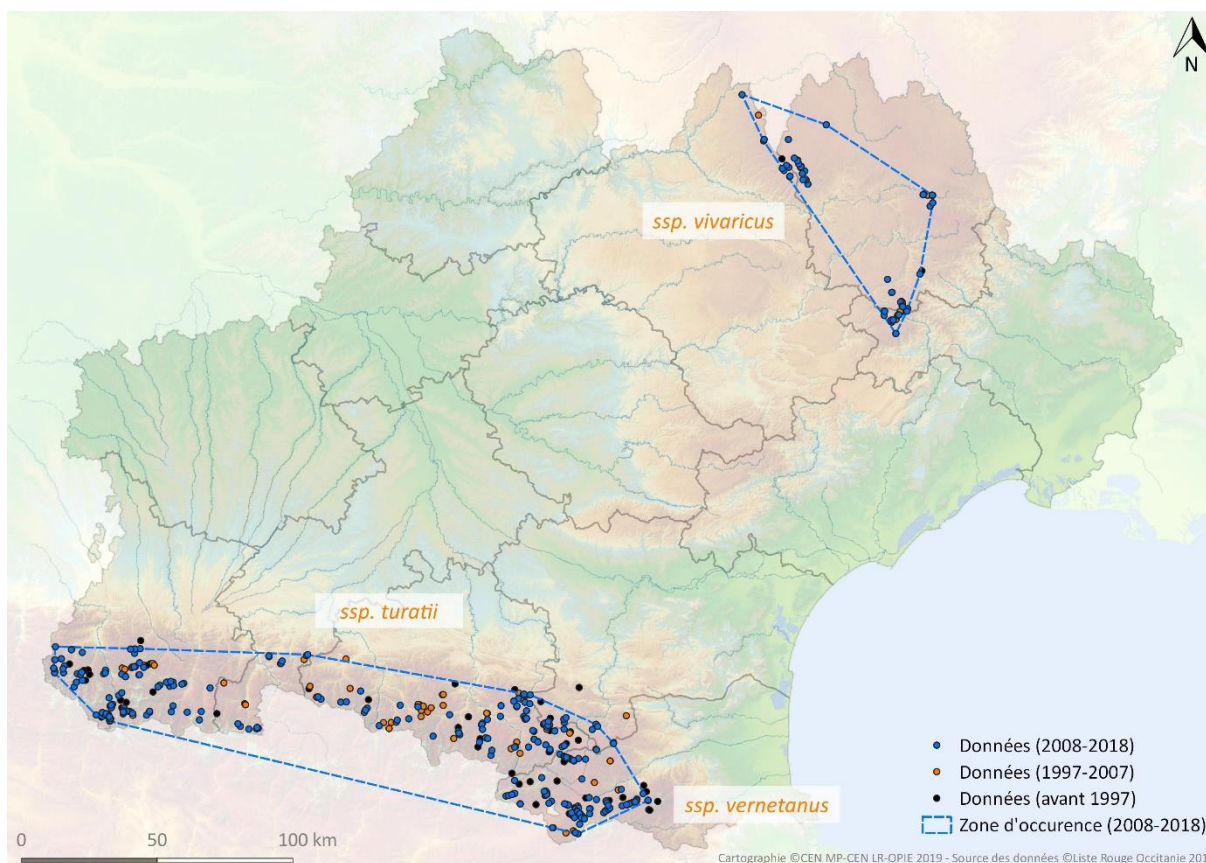 N
ssp. vivaricus
ssp. turatii
ssp. vernetanus
Données (2008-2018)
Données (1997-2007)
Données (avant 1997)
Zone d'occurence (2008-2018)
0 50 100 km
Cartographie ©CEN MP-CEN LR-OPIE 2019 - Source des données ©Liste Rouge Occitanie 201